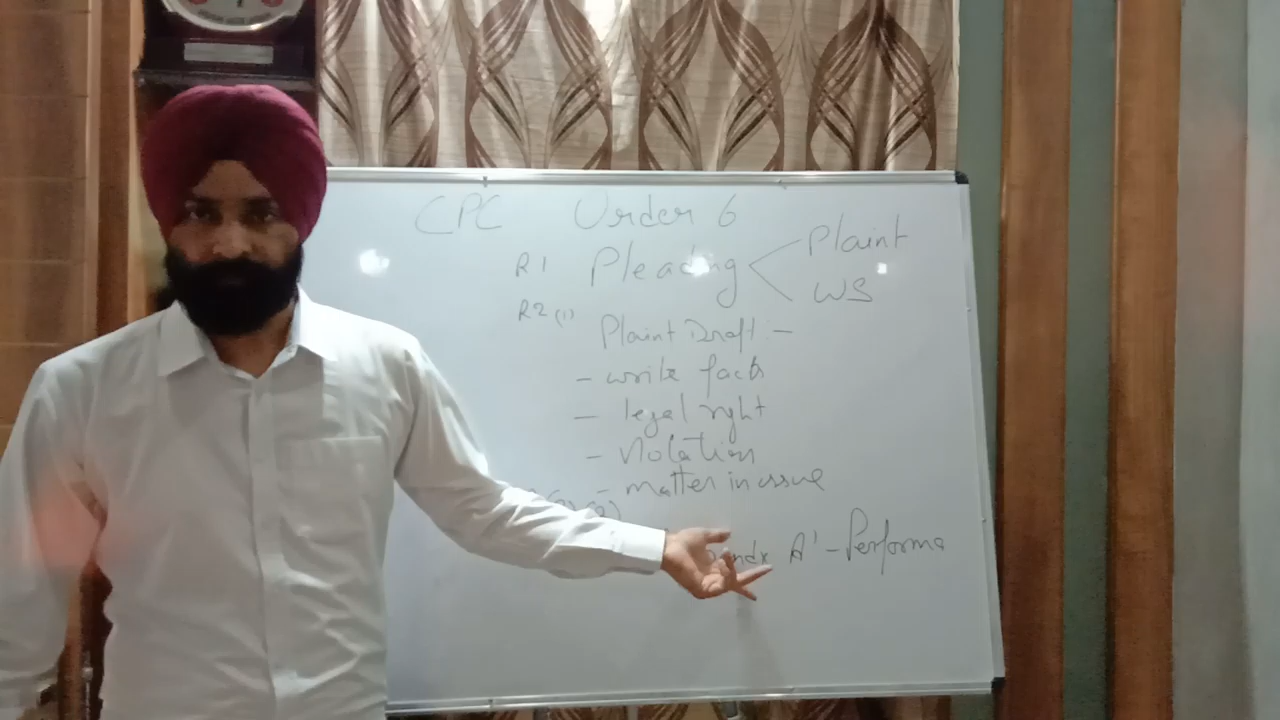 CPC Order 6
R1 Pleading < Plaint
WS
R2 (1)
Plaint Draft -
- write facts
- legal right
- Violation
- matter in issue
A' - Performa